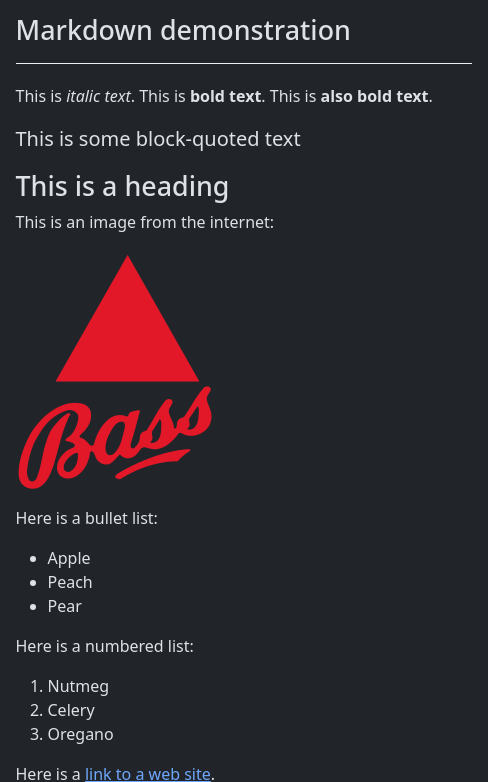 Markdown demonstration
This is italic text. This is bold text. This is also bold text.
This is some block-quoted text
This is a heading
This is an image from the internet:
Bass
Here is a bullet list:
• Apple
• Peach
• Pear
Here is a numbered list:
1. Nutmeg
2. Celery
3. Oregano
Here is a link to a web site.